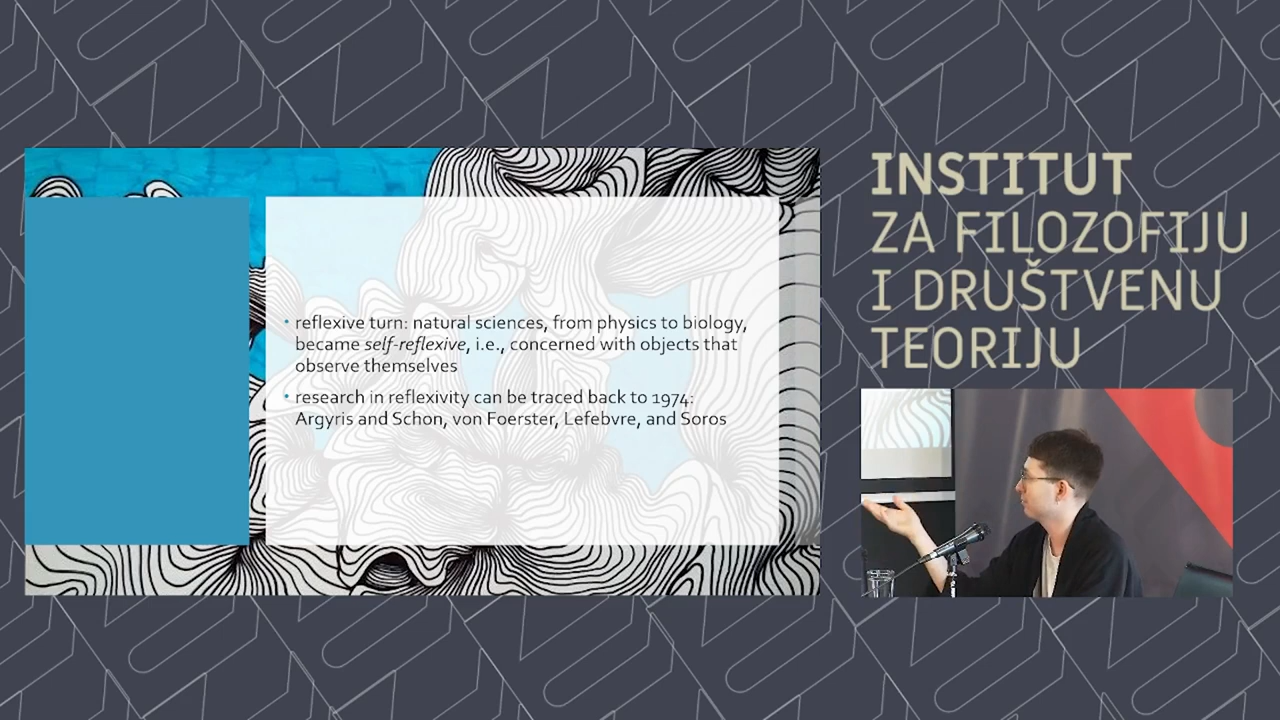 reflexive turn: natural sciences, from physics to biology,
became self-reflexive, i.e., concerned with objects that
observe themselves
research in reflexivity can be traced back to 1974:
Argyris and Schon, von Foerster, Lefebvre, and Soros
INSTITUT
ZA FILOZOFIJU
I DRUŠTVENU
TEORIJU